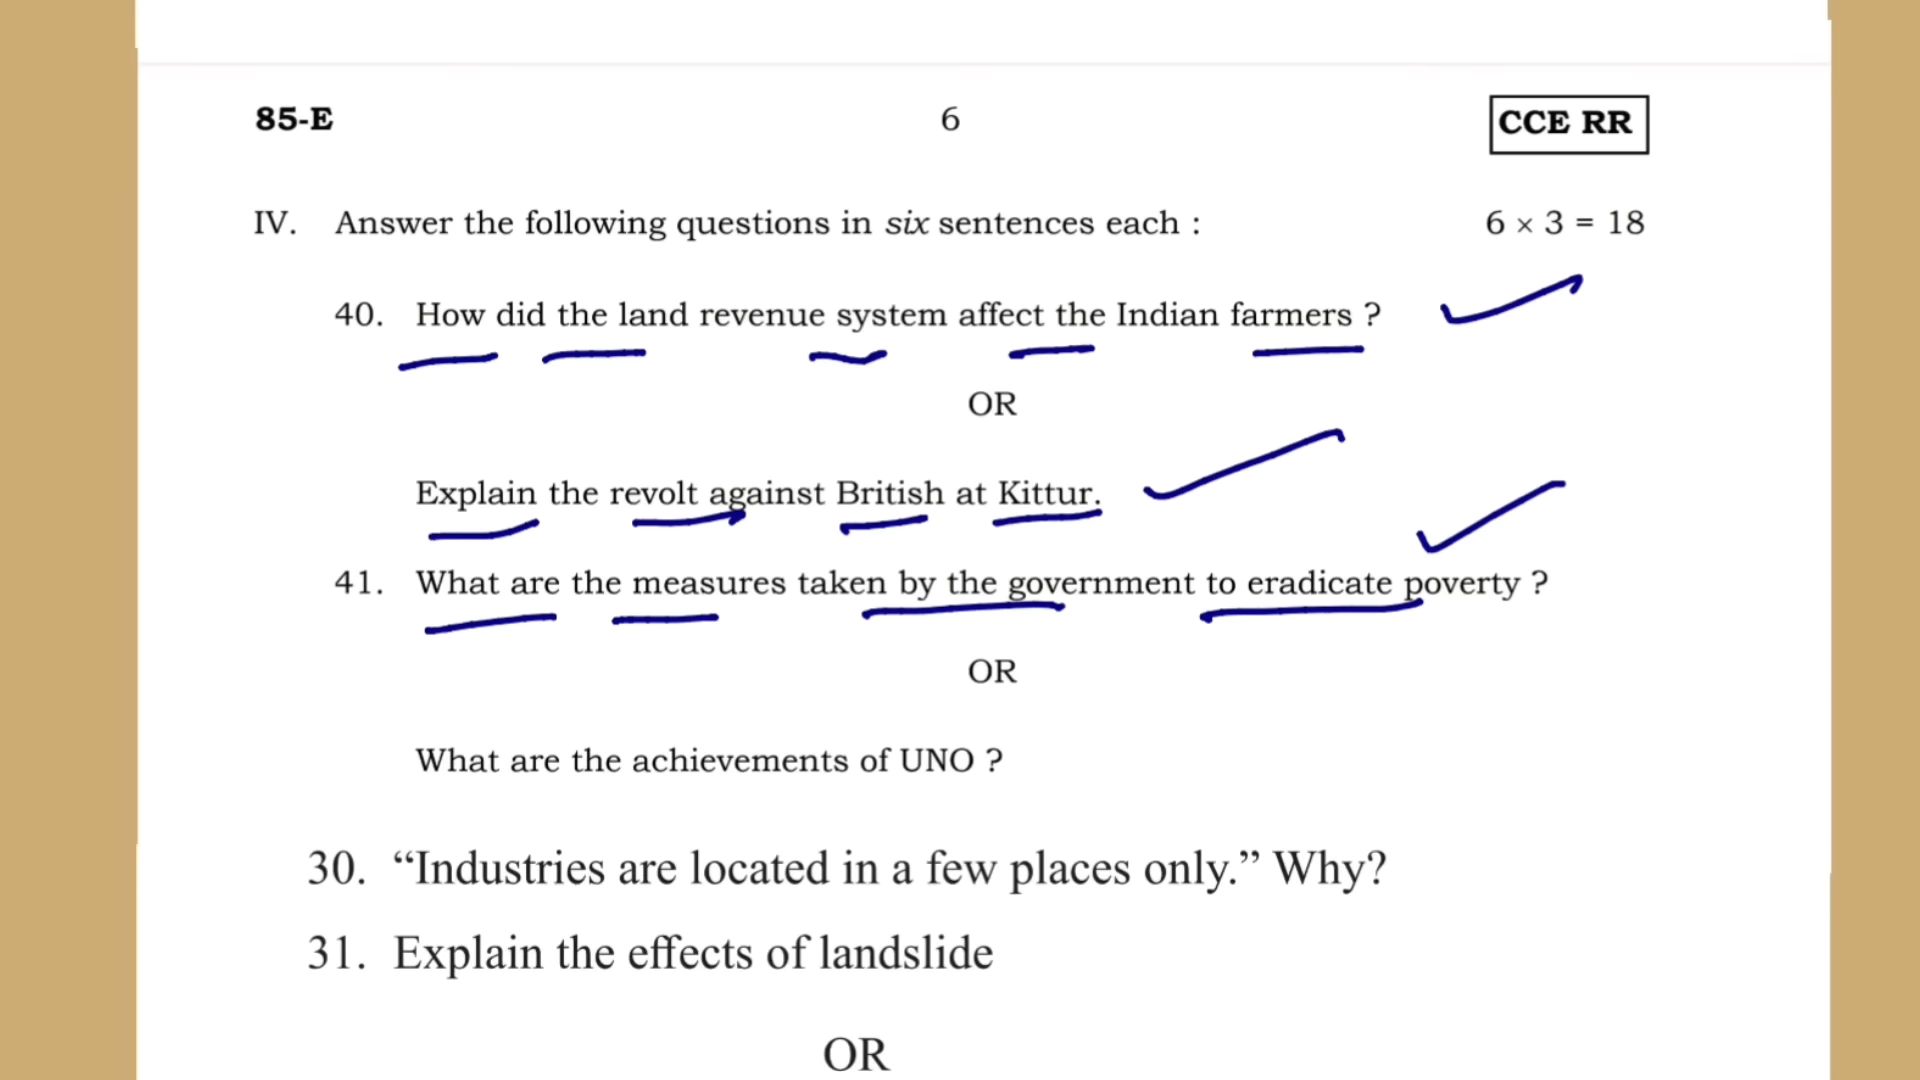 85-E 6 CCE RR
IV. Answer the following questions in six sentences each : 6 × 3 = 18
40. How did the land revenue system affect the Indian farmers ?
OR
Explain the revolt against British at Kittur.
41. What are the measures taken by the government to eradicate poverty ?
OR
What are the achievements of UNO ?
30. “Industries are located in a few places only.” Why?
31. Explain the effects of landslide
OR